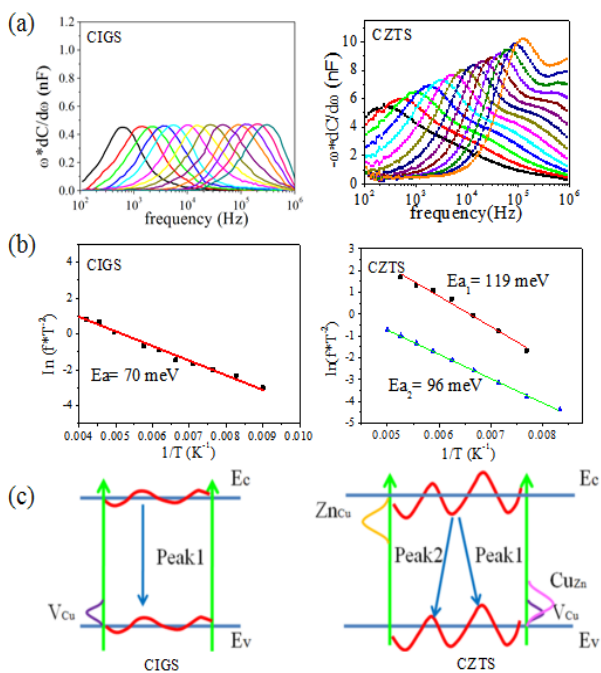 (a)
CIGS
ω*dC/dω (nF)
1.2
1.0
0.8
0.6
0.4
0.2
0.0
10² 10³ 10⁴ 10⁵ 10⁶
frequency (Hz)
CZTS
-ω*dC/dω (nF)
10
8
6
4
2
0
10² 10³ 10⁴ 10⁵ 10⁶
frequency(Hz)
(b)
CIGS
ln (f*T⁻²)
4
2
0
-2
-4
Ea= 70 meV
0.004 0.005 0.006 0.007 0.008 0.009 0.010
1/T (K⁻¹)
CZTS
ln(f*T⁻²)
3
2
1
0
-1
-2
-3
-4
-5
Ea₁ = 119 meV
Ea₂ = 96 meV
0.005 0.006 0.007 0.008
1/T (K⁻¹)
(c)
Ec
Peak1
VCu
Ev
CIGS
Ec
ZnCu
Peak2 Peak1
CuZn
VCu
Ev
CZTS